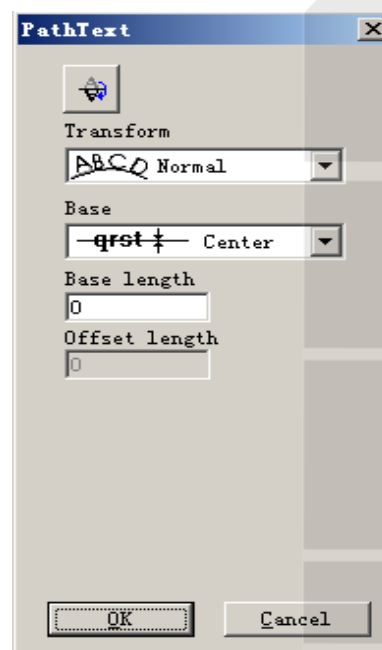 PathText
Transform
ABCD Normal
Base
qrst Center
Base length
0
Offset length
0
OK
Cancel